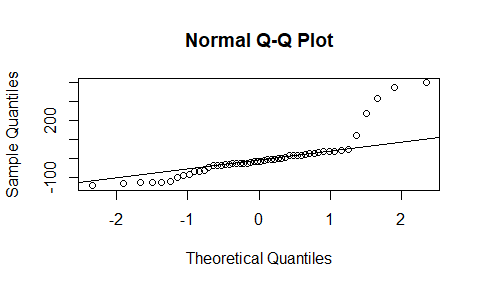 Normal Q-Q Plot
Sample Quantiles
200
-100
-2 -1 0 1 2
Theoretical Quantiles